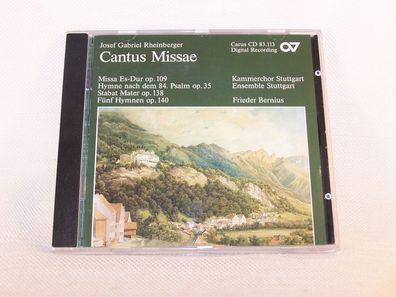 Josef Gabriel Rheinberger
Cantus Missae
Carus CD 83.113
Digital Recording
Missa Es-Dur op. 109
Hymne nach dem 84. Psalm op. 35
Stabat Mater op. 138
Fünf Hymnen op. 140
Kammerchor Stuttgart
Ensemble Stuttgart
Frieder Bernius